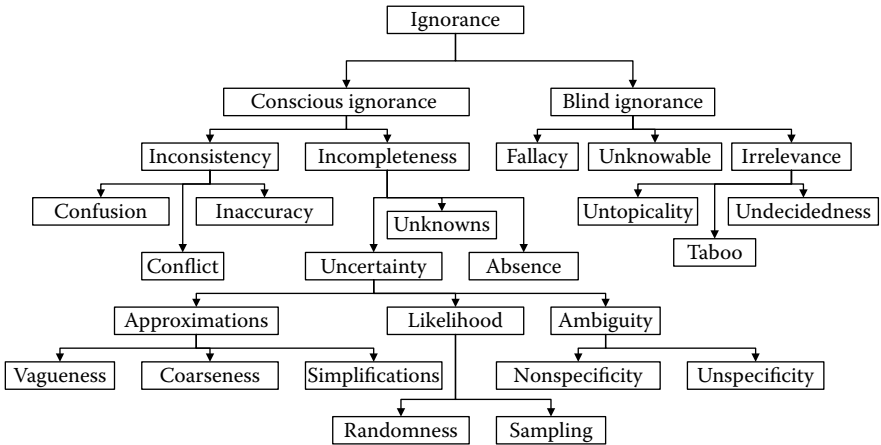 Ignorance
Conscious ignorance
Blind ignorance
Inconsistency
Incompleteness
Fallacy
Unknowable
Irrelevance
Confusion
Inaccuracy
Unknowns
Untopicality
Undecidedness
Conflict
Uncertainty
Absence
Taboo
Approximations
Likelihood
Ambiguity
Vagueness
Coarseness
Simplifications
Nonspecificity
Unspecificity
Randomness
Sampling